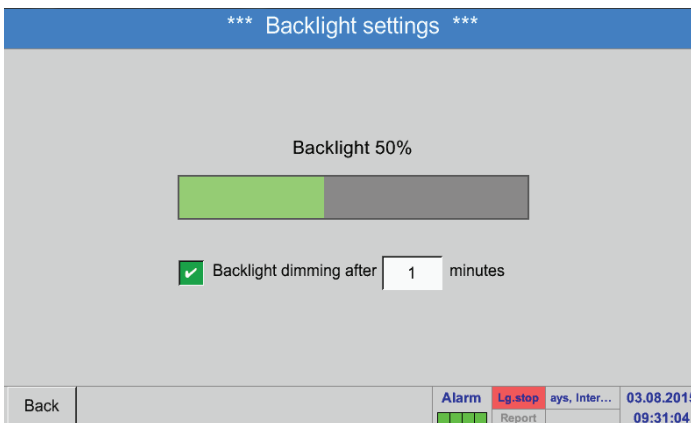 *** Backlight settings ***
Backlight 50%
Backlight dimming after 1 minutes
Back
Alarm Lg.stop ays, Inter... 03.08.2015
Report 09:31:04